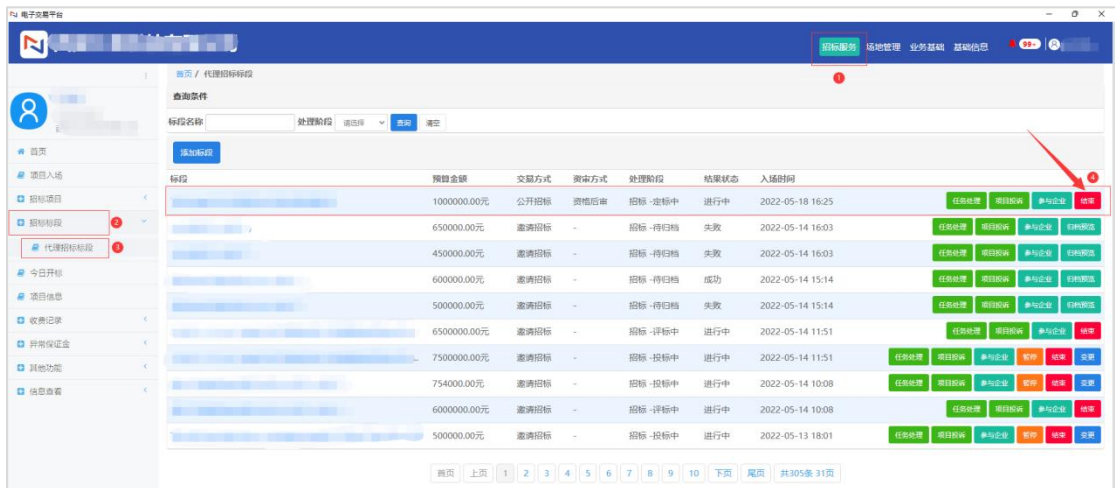 电子交易平台
招标服务 场地管理 业务基础 基础信息 99+
1
首页 / 代理招标标段
查询条件
标段名称 处理阶段 请选择 查询 清空
首页
添加标段
项目入场
标段 预算金额 交易方式 资审方式 处理阶段 结果状态 入场时间 4
招标项目
1000000.00元 公开招标 资格后审 招标 -定标中 进行中 2022-05-18 16:25 任务处理 项目投诉 参与企业 结束
招标标段 2
650000.00元 邀请招标 - 招标 -待归档 失败 2022-05-14 16:03 任务处理 项目投诉 参与企业 归档预览
代理招标标段 3
450000.00元 邀请招标 - 招标 -待归档 失败 2022-05-14 16:03 任务处理 项目投诉 参与企业 归档预览
今日开标
600000.00元 邀请招标 - 招标 -待归档 成功 2022-05-14 15:14 任务处理 项目投诉 参与企业 归档预览
项目信息
500000.00元 邀请招标 - 招标 -待归档 失败 2022-05-14 15:14 任务处理 项目投诉 参与企业 归档预览
收费记录
6500000.00元 邀请招标 - 招标 -评标中 进行中 2022-05-14 11:51 任务处理 项目投诉 参与企业 结束
异常保证金
7500000.00元 邀请招标 - 招标 -投标中 进行中 2022-05-14 11:51 任务处理 项目投诉 参与企业 暂停 结束 变更
其他功能
754000.00元 邀请招标 - 招标 -投标中 进行中 2022-05-14 10:08 任务处理 项目投诉 参与企业 暂停 结束 变更
信息查看
6000000.00元 邀请招标 - 招标 -评标中 进行中 2022-05-14 10:08 任务处理 项目投诉 参与企业 结束
500000.00元 邀请招标 - 招标 -投标中 进行中 2022-05-13 18:01 任务处理 项目投诉 参与企业 暂停 结束 变更
首页 上页 1 2 3 4 5 6 7 8 9 10 下页 尾页 共305条 31页